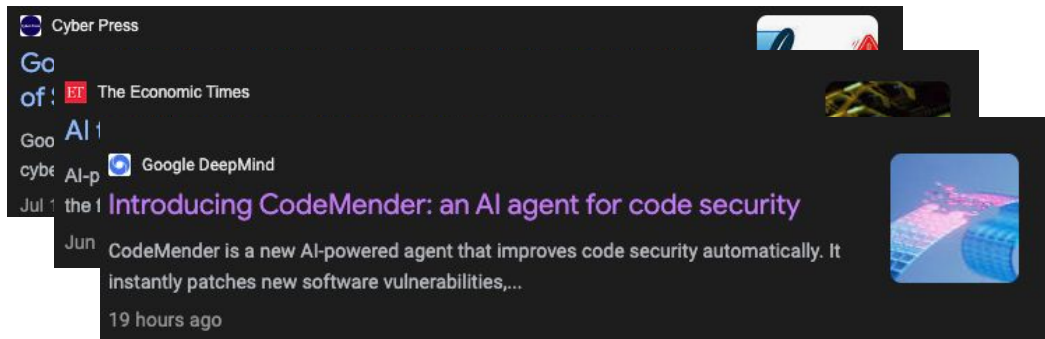 Cyber Press
Go
of
Goo
cybe
Jul
ET The Economic Times
AI
AI-p
the
Jun
Google DeepMind
Introducing CodeMender: an AI agent for code security
CodeMender is a new AI-powered agent that improves code security automatically. It
instantly patches new software vulnerabilities,...
19 hours ago